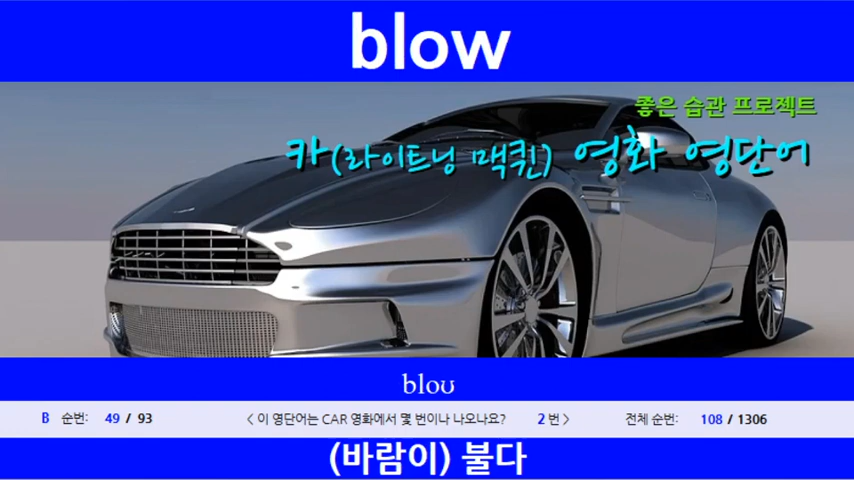 blow
좋은 습관 프로젝트
카(라이트닝 맥퀸) 영화 영단어
bloʊ
B 순번: 49 / 93 < 이 영단어는 CAR 영화에서 몇 번이나 나오나요? 2 번 > 전체 순번: 108 / 1306
(바람이) 불다